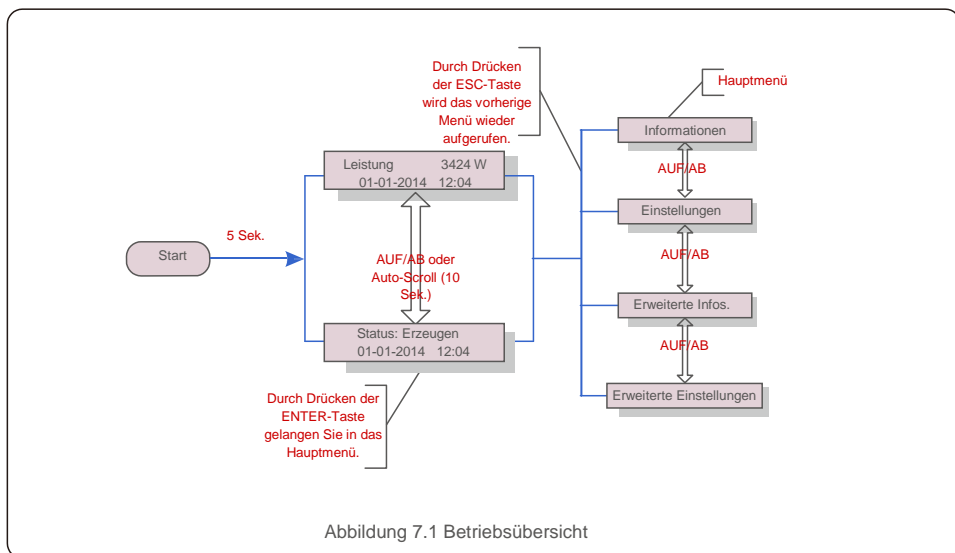 Durch Drücken
der ESC-Taste
wird das vorherige
Menü wieder
aufgerufen.
Hauptmenü
Informationen
AUF/AB
Leistung 3424 W
01-01-2014 12:04
Einstellungen
5 Sek.
Start
AUF/AB oder
Auto-Scroll (10
Sek.)
AUF/AB
Erweiterte Infos.
Status: Erzeugen
01-01-2014 12:04
AUF/AB
Erweiterte Einstellungen
Durch Drücken der
ENTER-Taste
gelangen Sie in das
Hauptmenü.
Abbildung 7.1 Betriebsübersicht